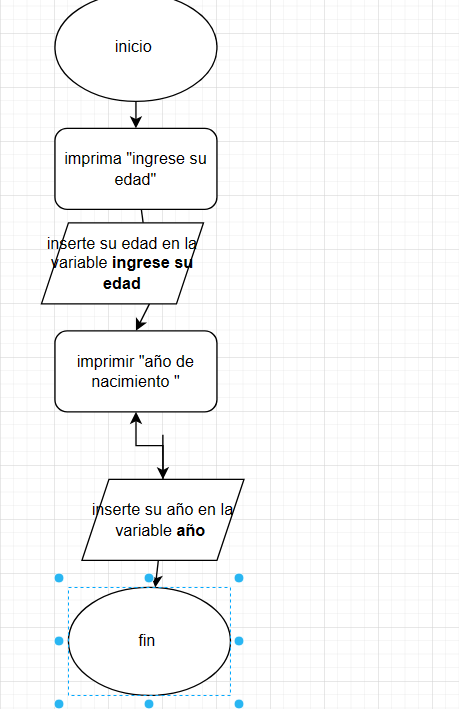 inicio
imprima "ingrese su
edad"
inserte su edad en la
variable ingrese su
edad
imprimir "año de
nacimiento "
inserte su año en la
variable año
fin